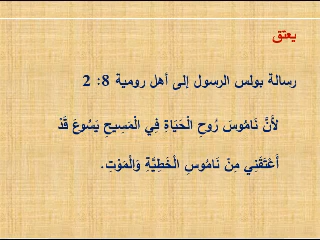 يعتق
رسالة بولس الرسول إلى أهل رومية 8: 2
لأَنَّ نَامُوسَ رُوحِ الْحَيَاةِ فِي الْمَسِيحِ يَسُوعَ قَدْ
أَعْتَقَنِي مِنْ نَامُوسِ الْخَطِيَّةِ وَالْمَوْتِ.